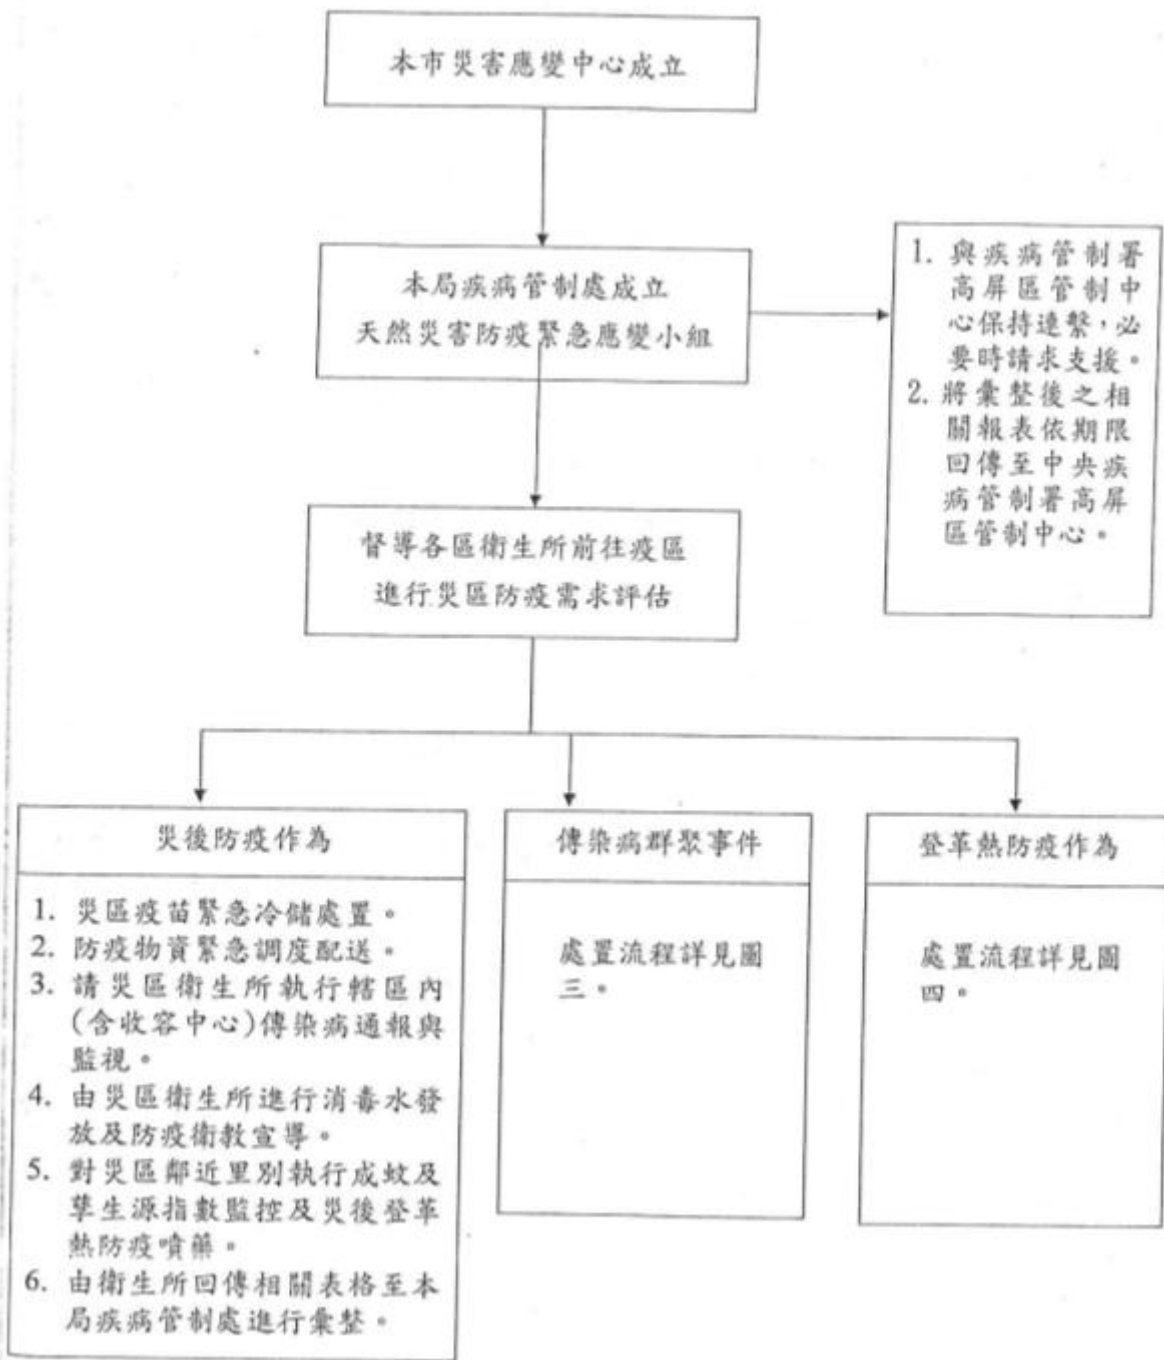 本市災害應變中心成立
本局疾病管制處成立
天然災害防疫緊急應變小組
1. 與疾病管制署
高屏區管制中
心保持連繫，必
要時請求支援。
2. 將彙整後之相
關報表依期限
回傳至中央疾
病管制署高屏
區管制中心。
督導各區衛生所前往疫區
進行災區防疫需求評估
災後防疫作為
1. 災區疫苗緊急冷儲處置。
2. 防疫物資緊急調度配送。
3. 請災區衛生所執行轄區內
(含收容中心)傳染病通報與
監視。
4. 由災區衛生所進行消毒水發
放及防疫衛教宣導。
5. 對災區鄰近里別執行成蚊及
孳生源指數監控及災後登革
熱防疫噴藥。
6. 由衛生所回傳相關表格至本
局疾病管制處進行彙整。
傳染病群聚事件
處置流程詳見圖
三。
登革熱防疫作為
處置流程詳見圖
四。